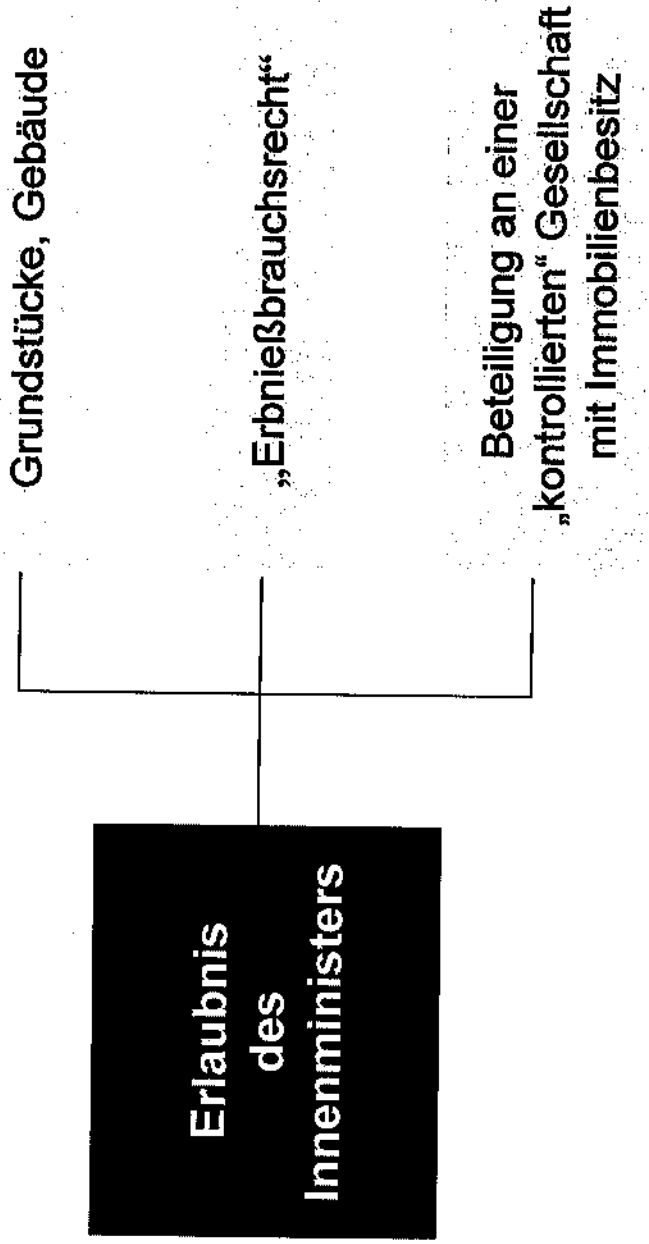 Erlaubnis
des
Innenministers
Grundstücke, Gebäude
„Erbnießbrauchsrecht“
Beteiligung an einer
„kontrollierten“ Gesellschaft
mit Immobilienbesitz